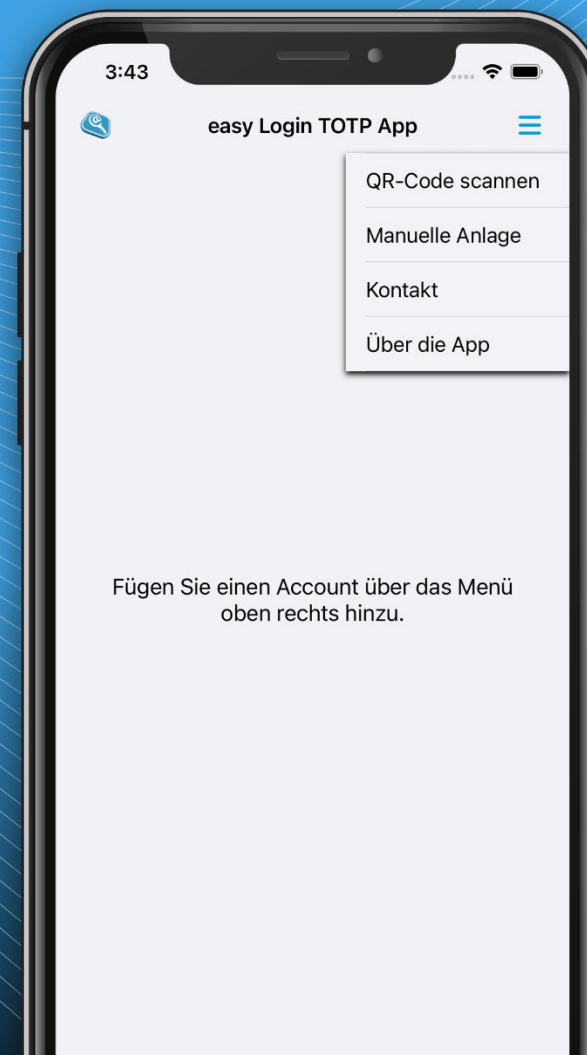 3:43
easy Login TOTP App
QR-Code scannen
Manuelle Anlage
Kontakt
Über die App
Fügen Sie einen Account über das Menü
oben rechts hinzu.